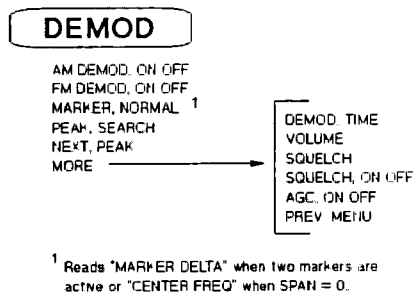 DEMOD
AM DEMOD, ON OFF
FM DEMOD, ON OFF
MARKER, NORMAL 1
PEAK, SEARCH
NEXT, PEAK
MORE
DEMOD. TIME
VOLUME
SQUELCH
SQUELCH, ON OFF
AGC, ON OFF
PREV MENU
1 Reads "MARKER DELTA" when two markers are
active or "CENTER FREQ" when SPAN = 0.